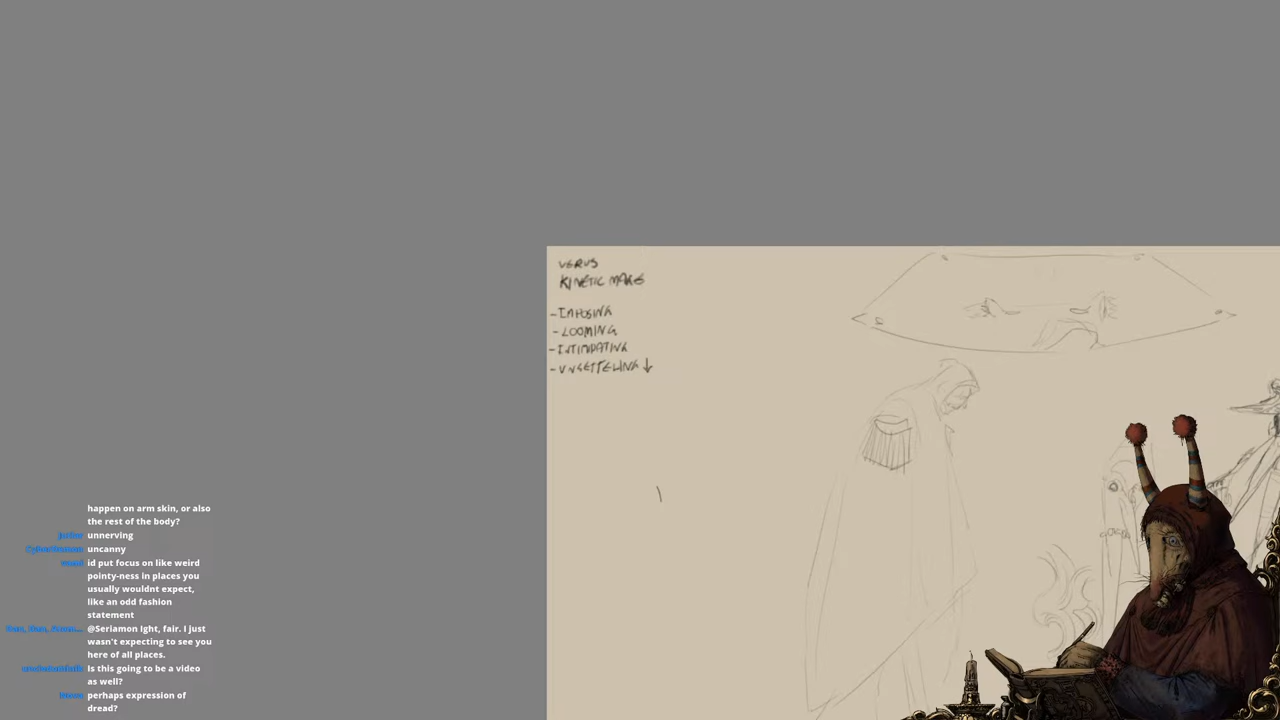 VERUS
KINETIC MAGE
-IMPOSING
-LOOMING
-INTIMIDATING
-UNSETTELING ↓
happen on arm skin, or also
the rest of the body?
unnerving
uncanny
id put focus on like weird
pointy-ness in places you
usually wouldnt expect,
like an odd fashion
statement
@Seriamon Ight, fair. I just
wasn't expecting to see you
here of all places.
Is this going to be a video
as well?
perhaps expression of
dread?